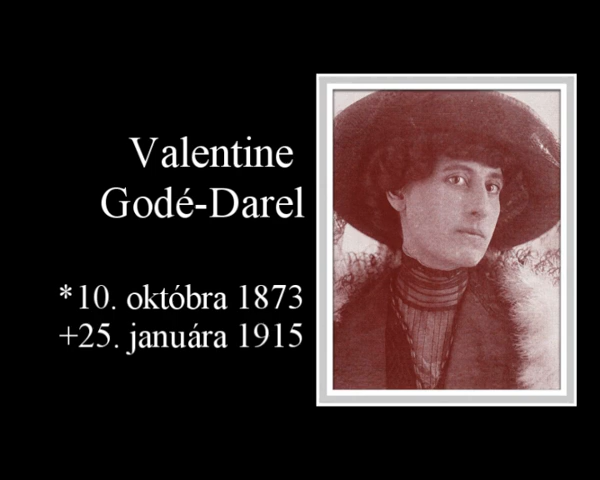 Valentine
Godé-Darel
*10. októbra 1873
+25. januára 1915